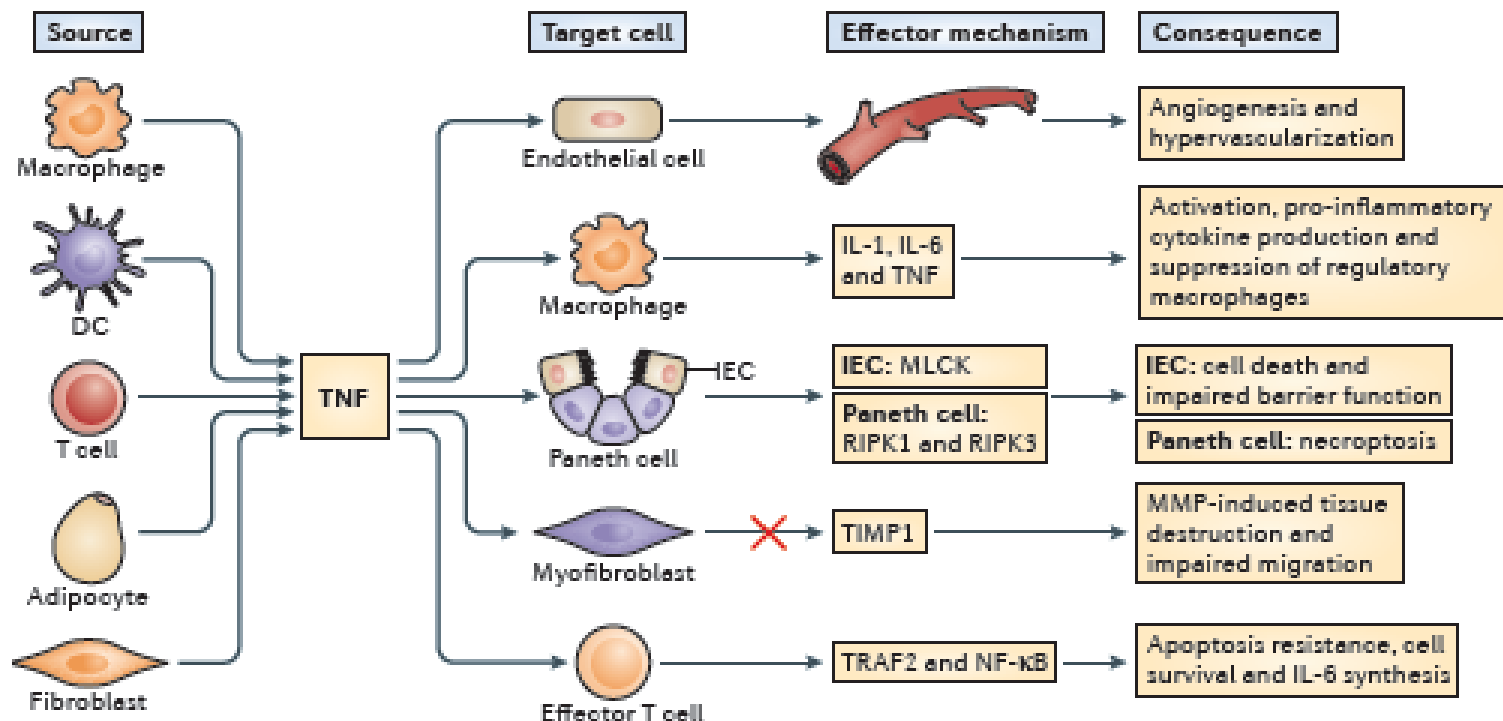 Source
Target cell
Effector mechanism
Consequence
Macrophage
Endothelial cell
Angiogenesis and
hypervascularization
DC
Macrophage
IL-1, IL-6
and TNF
Activation, pro-inflammatory
cytokine production and
suppression of regulatory
macrophages
T cell
TNF
IEC
Paneth cell
IEC: MLCK
Paneth cell:
RIPK1 and RIPK3
IEC: cell death and
impaired barrier function
Paneth cell: necroptosis
Adipocyte
Myofibroblast
TIMP1
MMP-induced tissue
destruction and
impaired migration
Fibroblast
Effector T cell
TRAF2 and NF-κB
Apoptosis resistance, cell
survival and IL-6 synthesis